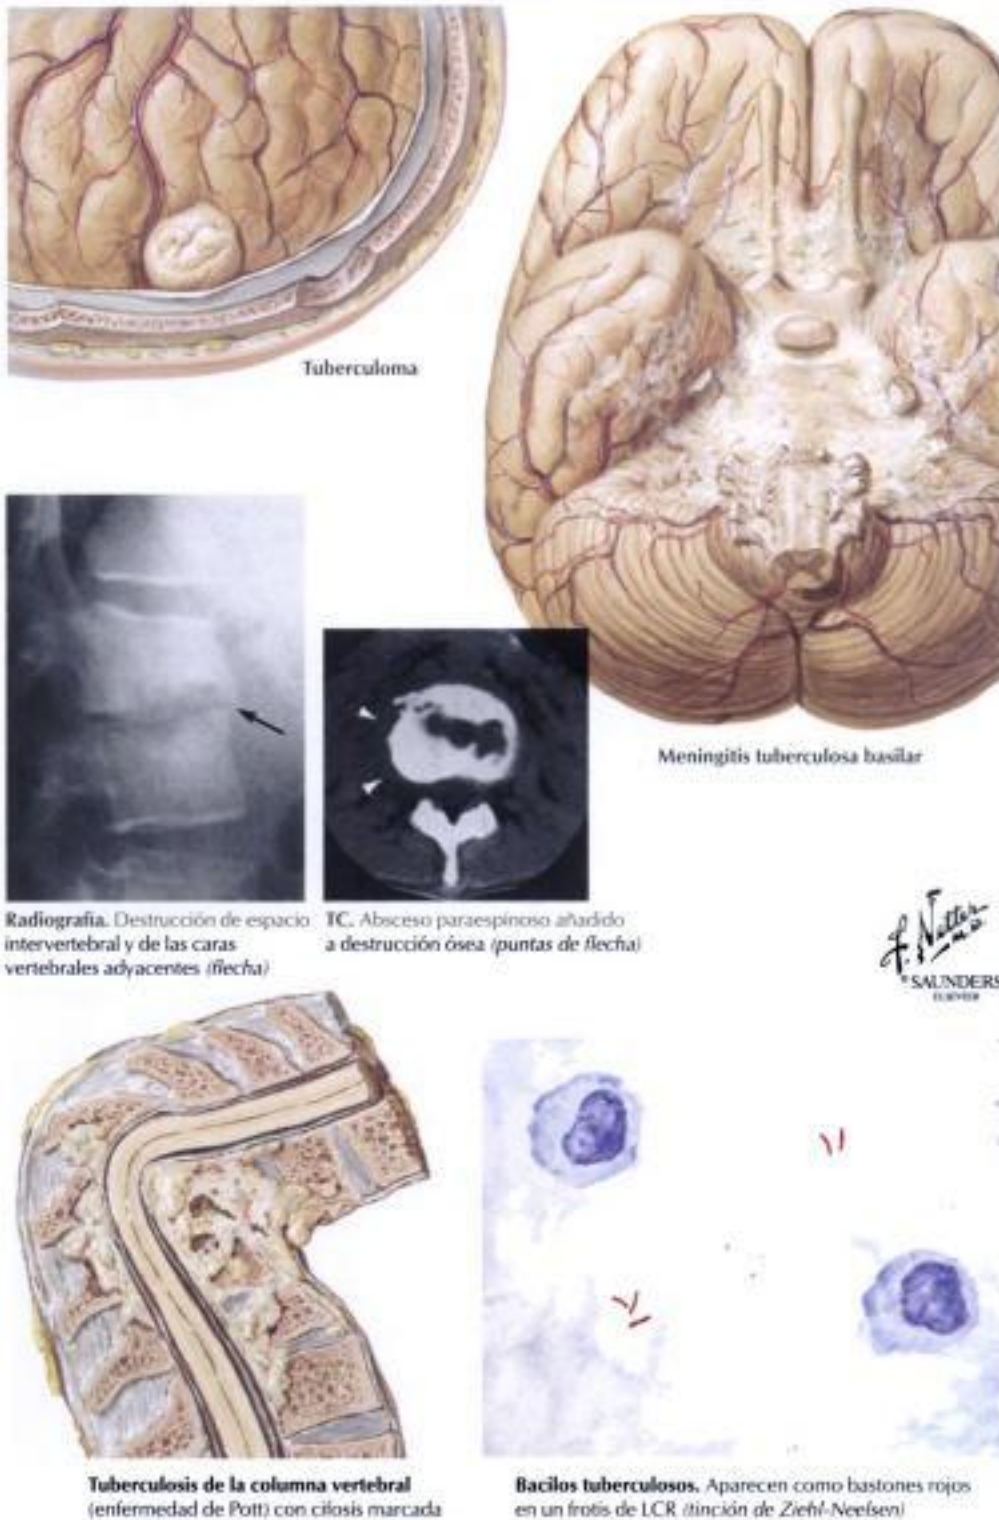 Tuberculoma
Meningitis tuberculosa basilar
Radiografía. Destrucción de espacio
intervertebral y de las caras
vertebrales adyacentes (flecha)
TC. Absceso paraespinoso añadido
a destrucción ósea (puntas de flecha)
F. Netter
M.D.
© SAUNDERS
ELSEVIER
Tuberculosis de la columna vertebral
(enfermedad de Pott) con cifosis marcada
Bacilos tuberculosos. Aparecen como bastones rojos
en un frotis de LCR (tinción de Ziehl-Neelsen)